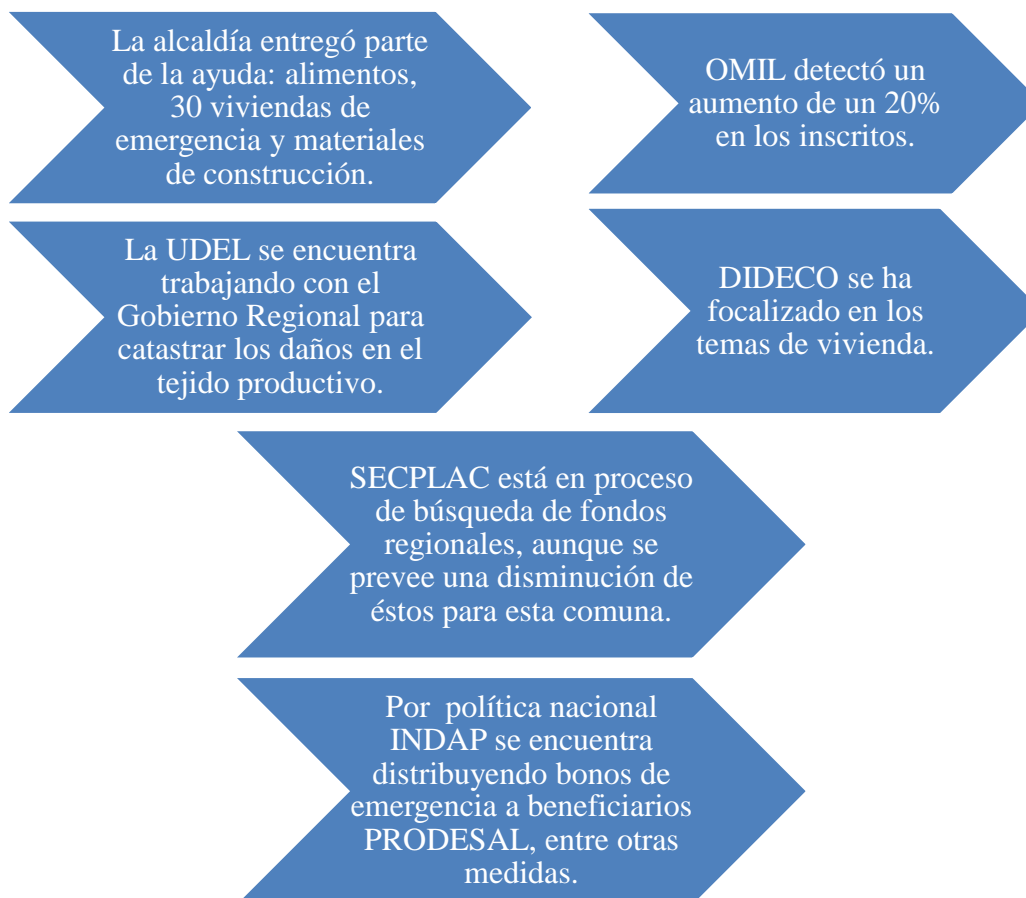 La alcaldía entregó parte
de la ayuda: alimentos,
30 viviendas de
emergencia y materiales
de construcción.
OMIL detectó un
aumento de un 20%
en los inscritos.
La UDEL se encuentra
trabajando con el
Gobierno Regional para
catastrar los daños en el
tejido productivo.
DIDECO se ha
focalizado en los
temas de vivienda.
SECPLAC está en proceso
de búsqueda de fondos
regionales, aunque se
prevee una disminución de
éstos para esta comuna.
Por política nacional
INDAP se encuentra
distribuyendo bonos de
emergencia a beneficiarios
PRODESAL, entre otras
medidas.